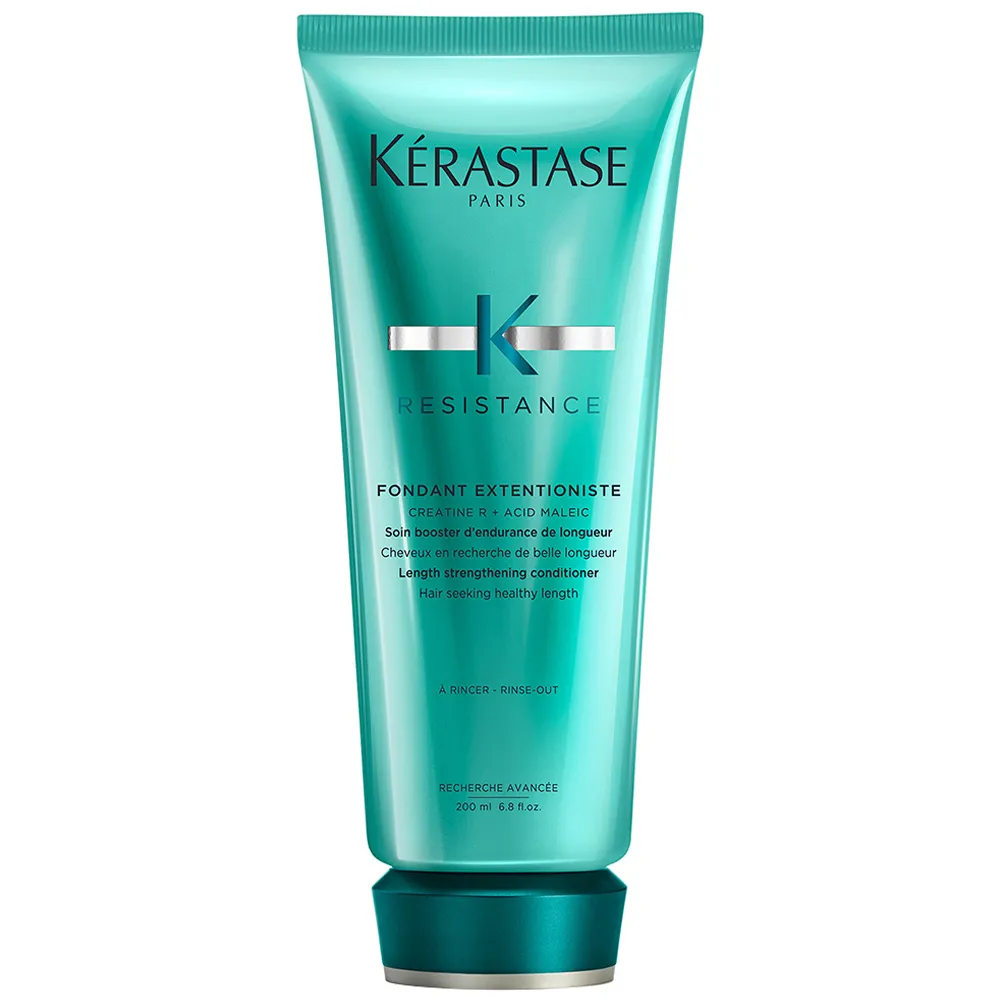 KÉRASTASE
PARIS
K
RESISTANCE
FONDANT EXTENTIONISTE
CREATINE R + ACID MALEIC
Soin booster d'endurance de longueur
Cheveux en recherche de belle longueur
Length strengthening conditioner
Hair seeking healthy length
À RINCER - RINSE-OUT
RECHERCHE AVANCÉE
200 ml 6.8 fl.oz.